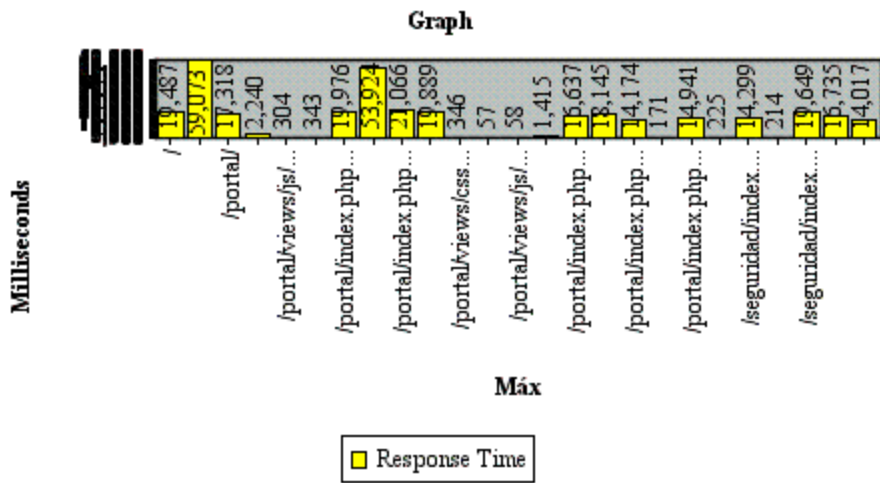 Graph
Milliseconds
19,487
59,073
17,318
2,240
304
343
19,976
53,924
21,066
19,889
346
57
58
1,415
16,637
18,145
14,174
171
14,941
225
14,299
214
19,649
16,735
14,017
/
/portal/
/portal/views/js/...
/portal/index.php...
/portal/index.php...
/portal/views/css...
/portal/views/js/...
/portal/index.php...
/portal/index.php...
/portal/index.php...
/seguridad/index...
/seguridad/index...
Máx
Response Time